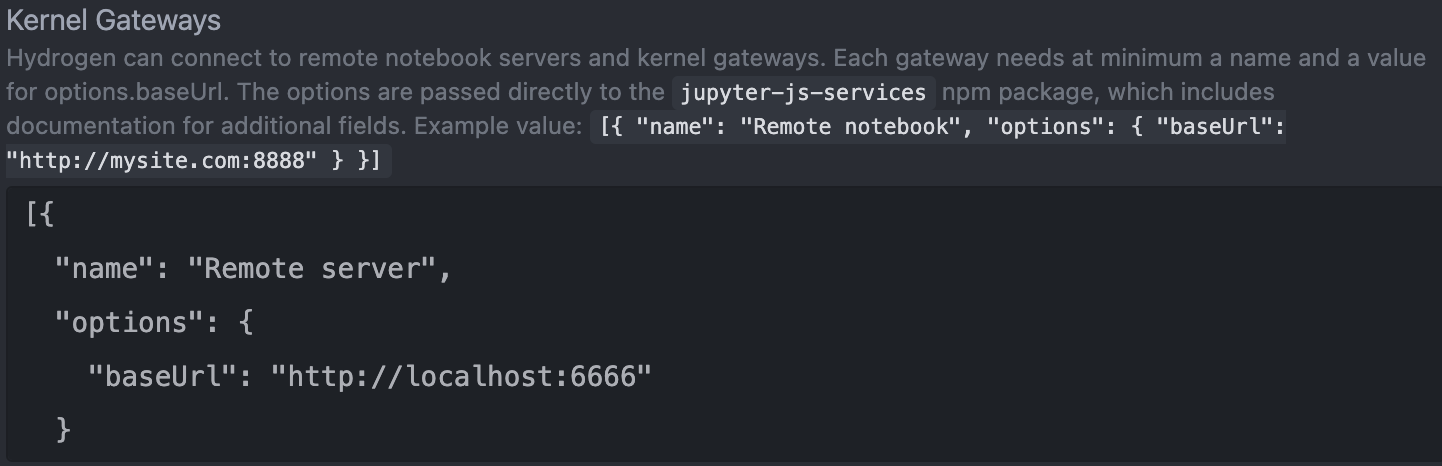 Kernel Gateways
Hydrogen can connect to remote notebook servers and kernel gateways. Each gateway needs at minimum a name and a value
for options.baseUrl. The options are passed directly to the jupyter-js-services npm package, which includes
documentation for additional fields. Example value: [{ "name": "Remote notebook", "options": { "baseUrl":
"http://mysite.com:8888" } }]
[{
  "name": "Remote server",
  "options": {
    "baseUrl": "http://localhost:6666"
  }